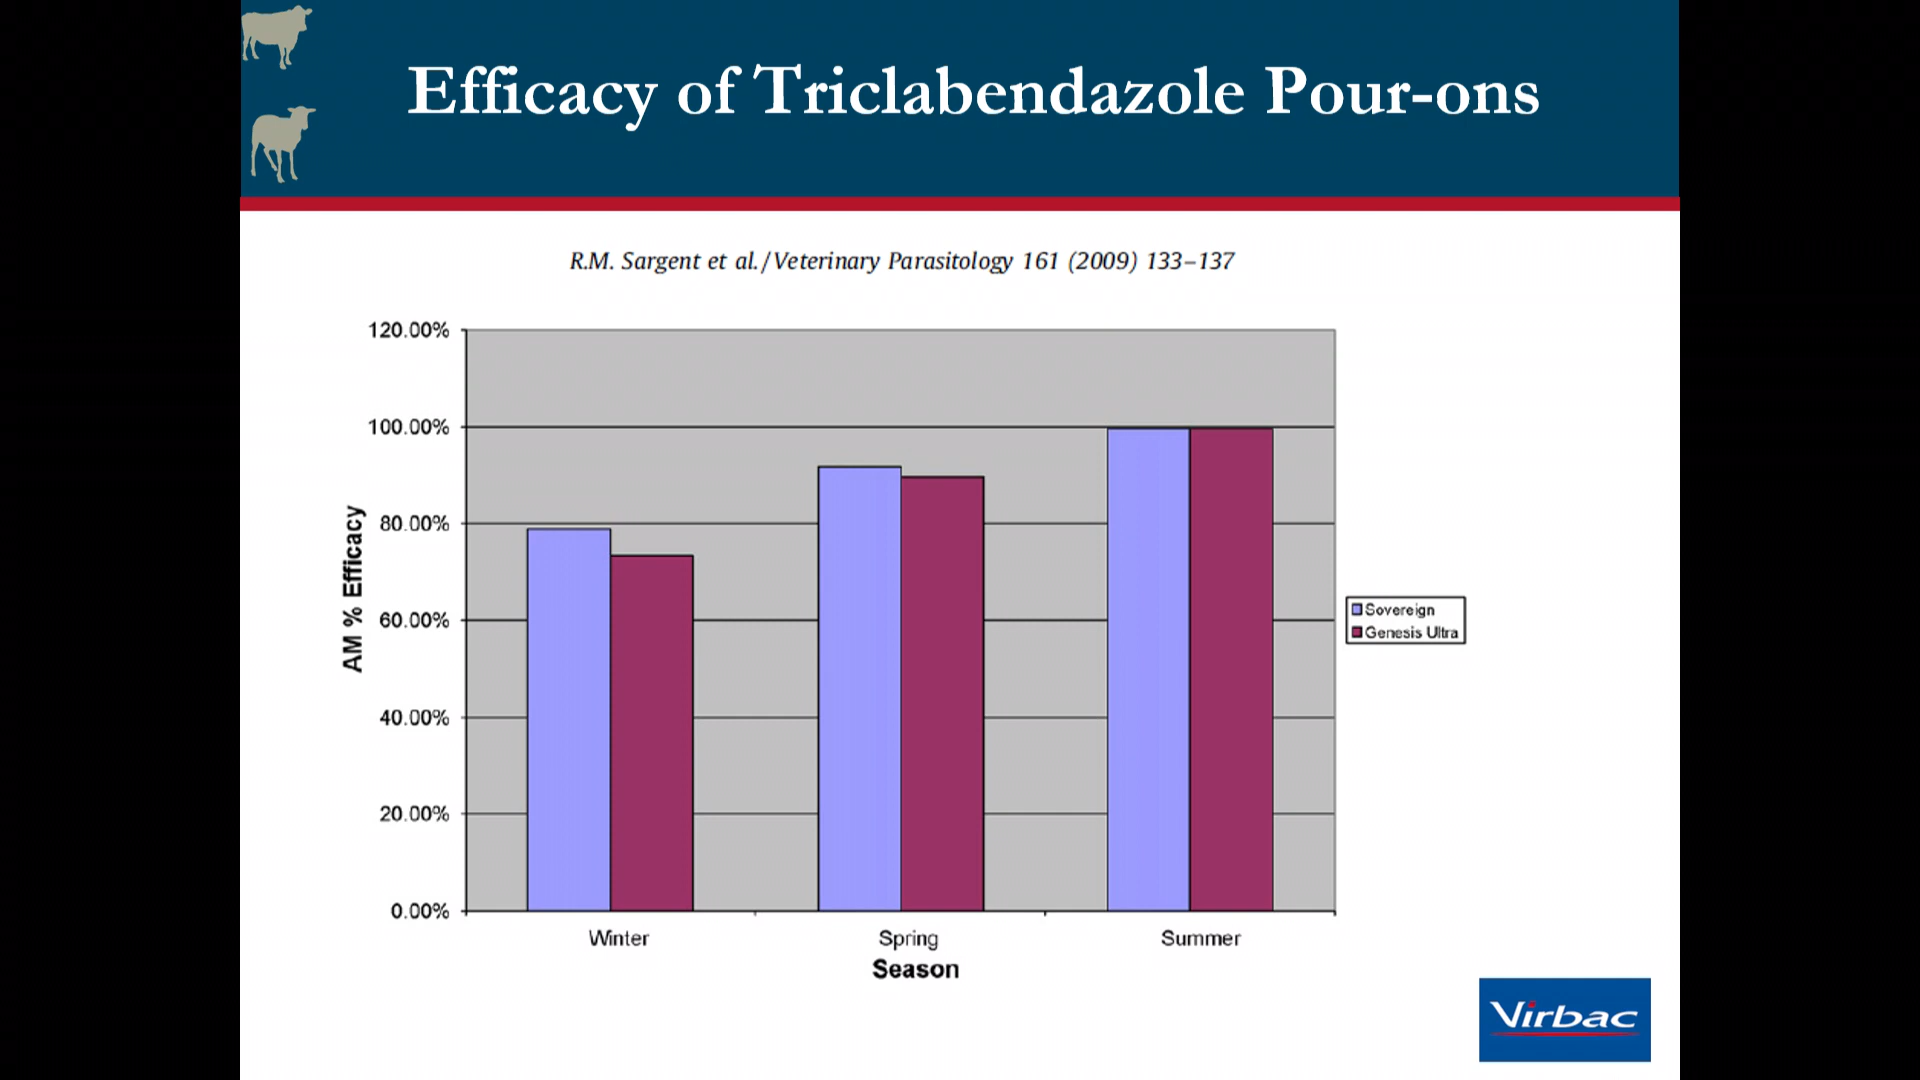 Efficacy of Triclabendazole Pour-ons
R.M. Sargent et al./Veterinary Parasitology 161 (2009) 133–137
120.00%
100.00%
80.00%
60.00%
40.00%
20.00%
0.00%
AM % Efficacy
Winter
Spring
Summer
Season
Sovereign
Genesis Ultra
Virbac